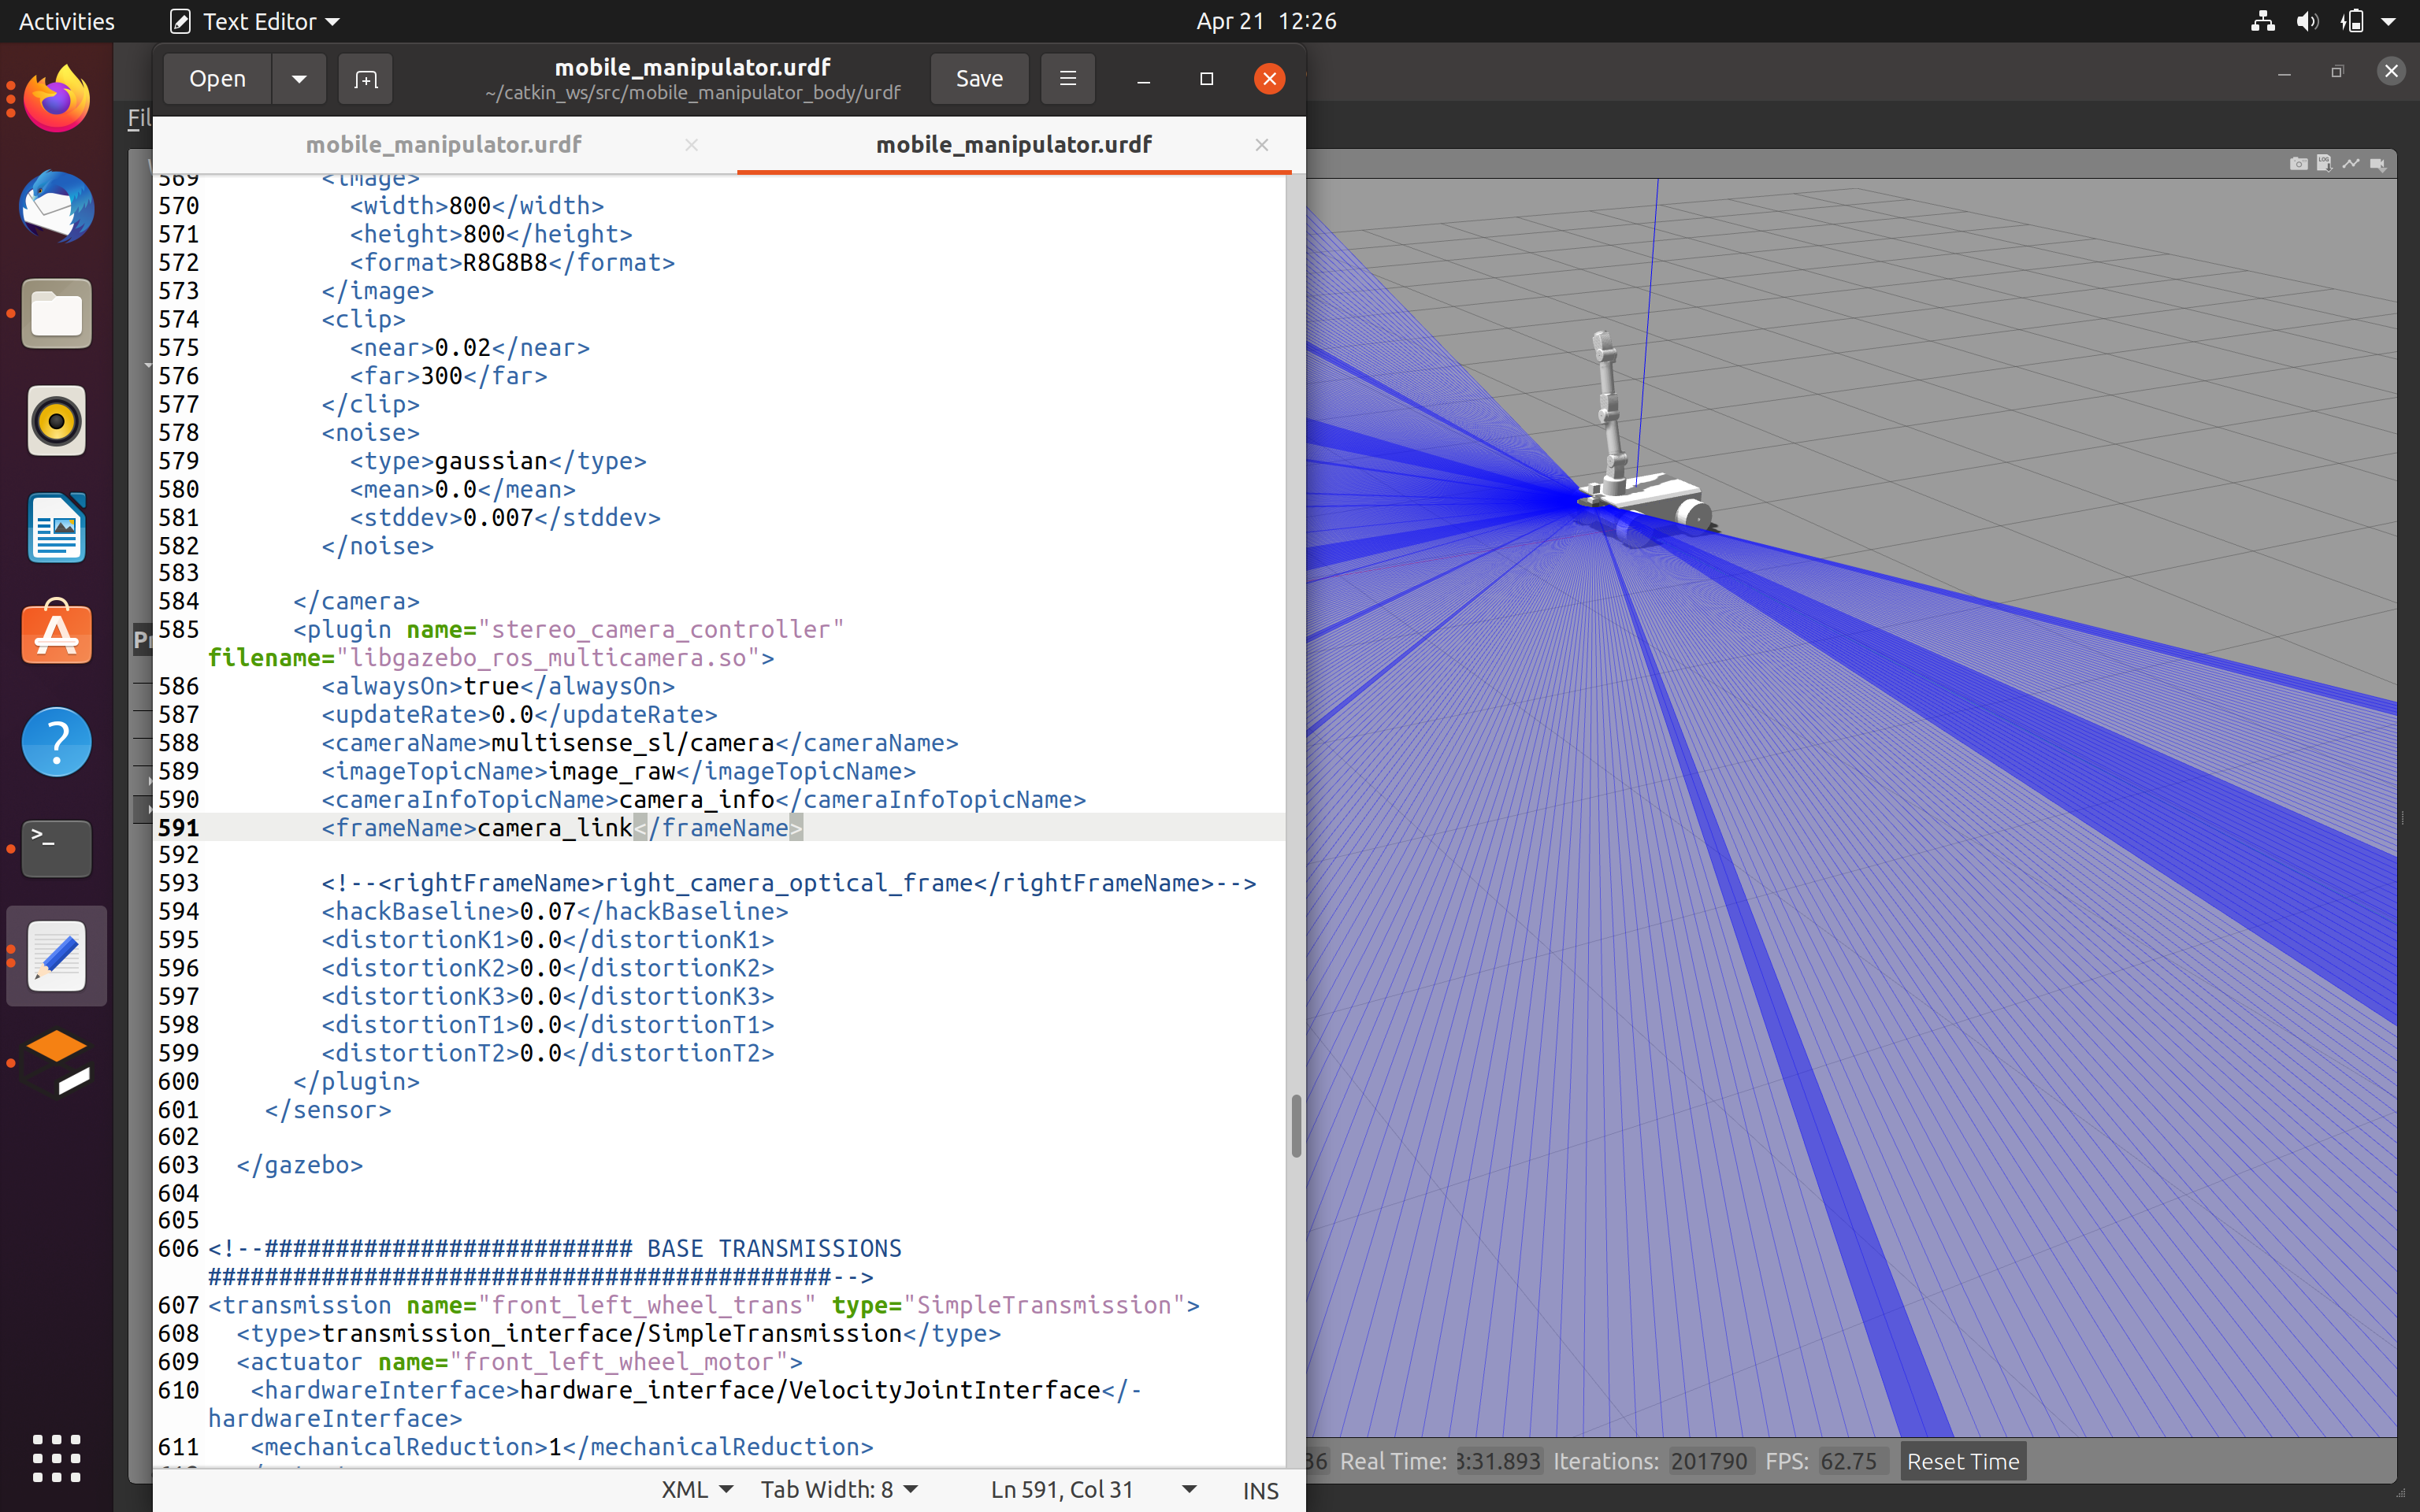 Activities
Text Editor
Apr 21 12:26
Open
mobile_manipulator.urdf
~/catkin_ws/src/mobile_manipulator_body/urdf
Save
Fil
mobile_manipulator.urdf
mobile_manipulator.urdf
569 <image>
570 <width>800</width>
571 <height>800</height>
572 <format>R8G8B8</format>
573 </image>
574 <clip>
575 <near>0.02</near>
576 <far>300</far>
577 </clip>
578 <noise>
579 <type>gaussian</type>
580 <mean>0.0</mean>
581 <stddev>0.007</stddev>
582 </noise>
583
584 </camera>
585 <plugin name="stereo_camera_controller"
filename="libgazebo_ros_multicamera.so">
586 <alwaysOn>true</alwaysOn>
587 <updateRate>0.0</updateRate>
588 <cameraName>multisense_sl/camera</cameraName>
589 <imageTopicName>image_raw</imageTopicName>
590 <cameraInfoTopicName>camera_info</cameraInfoTopicName>
591 <frameName>camera_link</frameName>
592
593 <!--<rightFrameName>right_camera_optical_frame</rightFrameName>-->
594 <hackBaseline>0.07</hackBaseline>
595 <distortionK1>0.0</distortionK1>
596 <distortionK2>0.0</distortionK2>
597 <distortionK3>0.0</distortionK3>
598 <distortionT1>0.0</distortionT1>
599 <distortionT2>0.0</distortionT2>
600 </plugin>
601 </sensor>
602
603 </gazebo>
604
605
606 <!--########################## BASE TRANSMISSIONS
############################################-->
607 <transmission name="front_left_wheel_trans" type="SimpleTransmission">
608 <type>transmission_interface/SimpleTransmission</type>
609 <actuator name="front_left_wheel_motor">
610 <hardwareInterface>hardware_interface/VelocityJointInterface</-
hardwareInterface>
611 <mechanicalReduction>1</mechanicalReduction>
Pr
LOG
36 Real Time: 3:31.893 Iterations: 201790 FPS: 62.75 Reset Time
XML Tab Width: 8 Ln 591, Col 31 INS